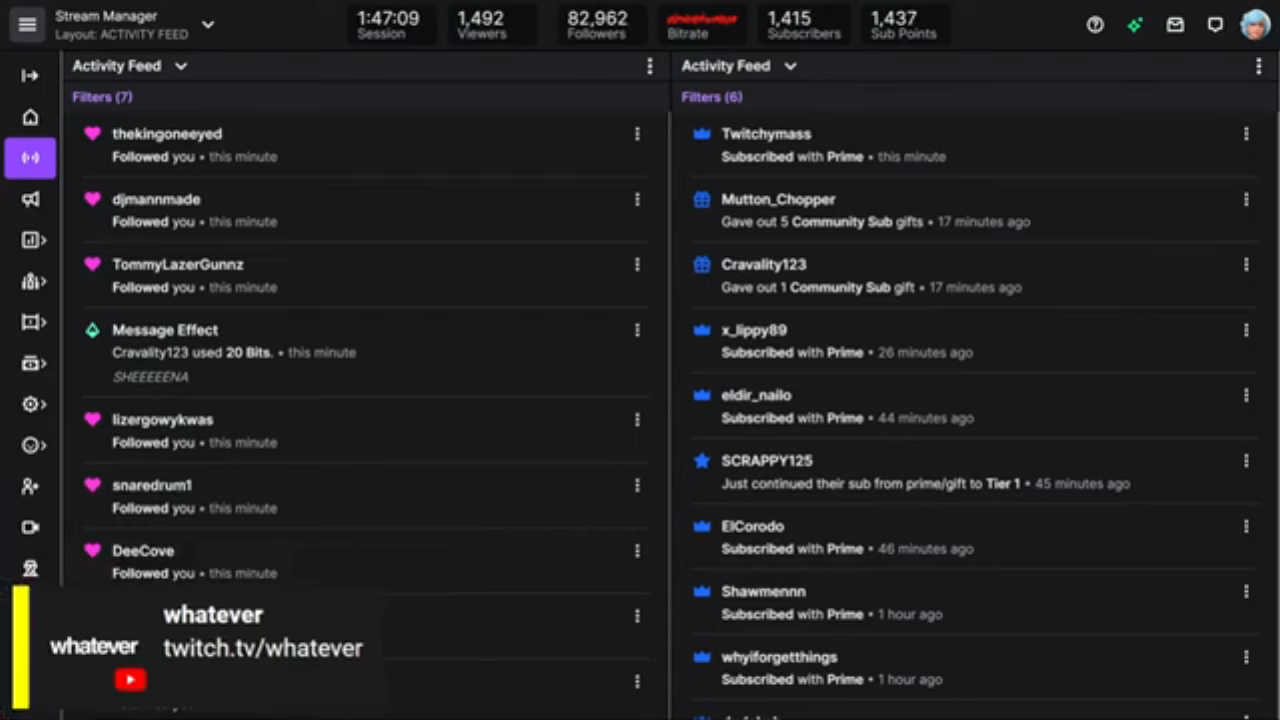 Stream Manager
Layout: ACTIVITY FEED
1:47:09
Session
1,492
Viewers
82,962
Followers
Bitrate
1,415
Subscribers
1,437
Sub Points
Activity Feed
Filters (7)
thekingoneeyed
Followed you • this minute
djmannmade
Followed you • this minute
TommyLazerGunnz
Followed you • this minute
Message Effect
Cravality123 used 20 Bits. • this minute
SHEEEEENA
lizergowykwas
Followed you • this minute
snaredrum1
Followed you • this minute
DeeCove
Followed you • this minute
Activity Feed
Filters (6)
Twitchymass
Subscribed with Prime • this minute
Mutton_Chopper
Gave out 5 Community Sub gifts • 17 minutes ago
Cravality123
Gave out 1 Community Sub gift • 17 minutes ago
x_lippy89
Subscribed with Prime • 26 minutes ago
eldir_nailo
Subscribed with Prime • 44 minutes ago
SCRAPPY125
Just continued their sub from prime/gift to Tier 1 • 45 minutes ago
ElCorodo
Subscribed with Prime • 46 minutes ago
Shawmennn
Subscribed with Prime • 1 hour ago
whyiforgetthings
Subscribed with Prime • 1 hour ago
whatever
whatever
twitch.tv/whatever